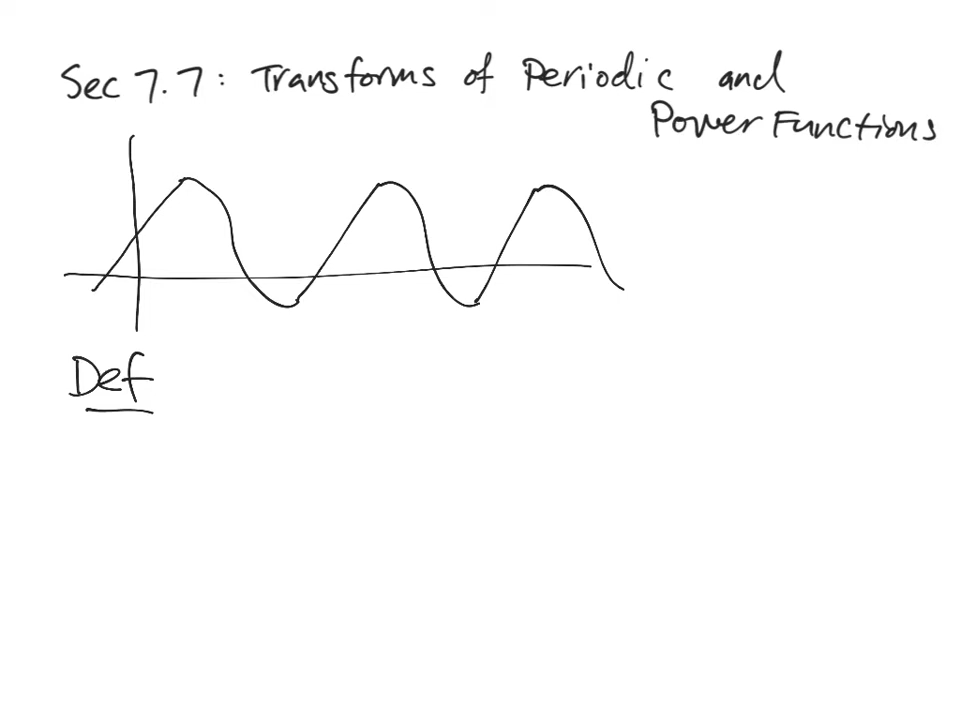 Sec 7.7: Transforms of Periodic and
Power Functions
Def